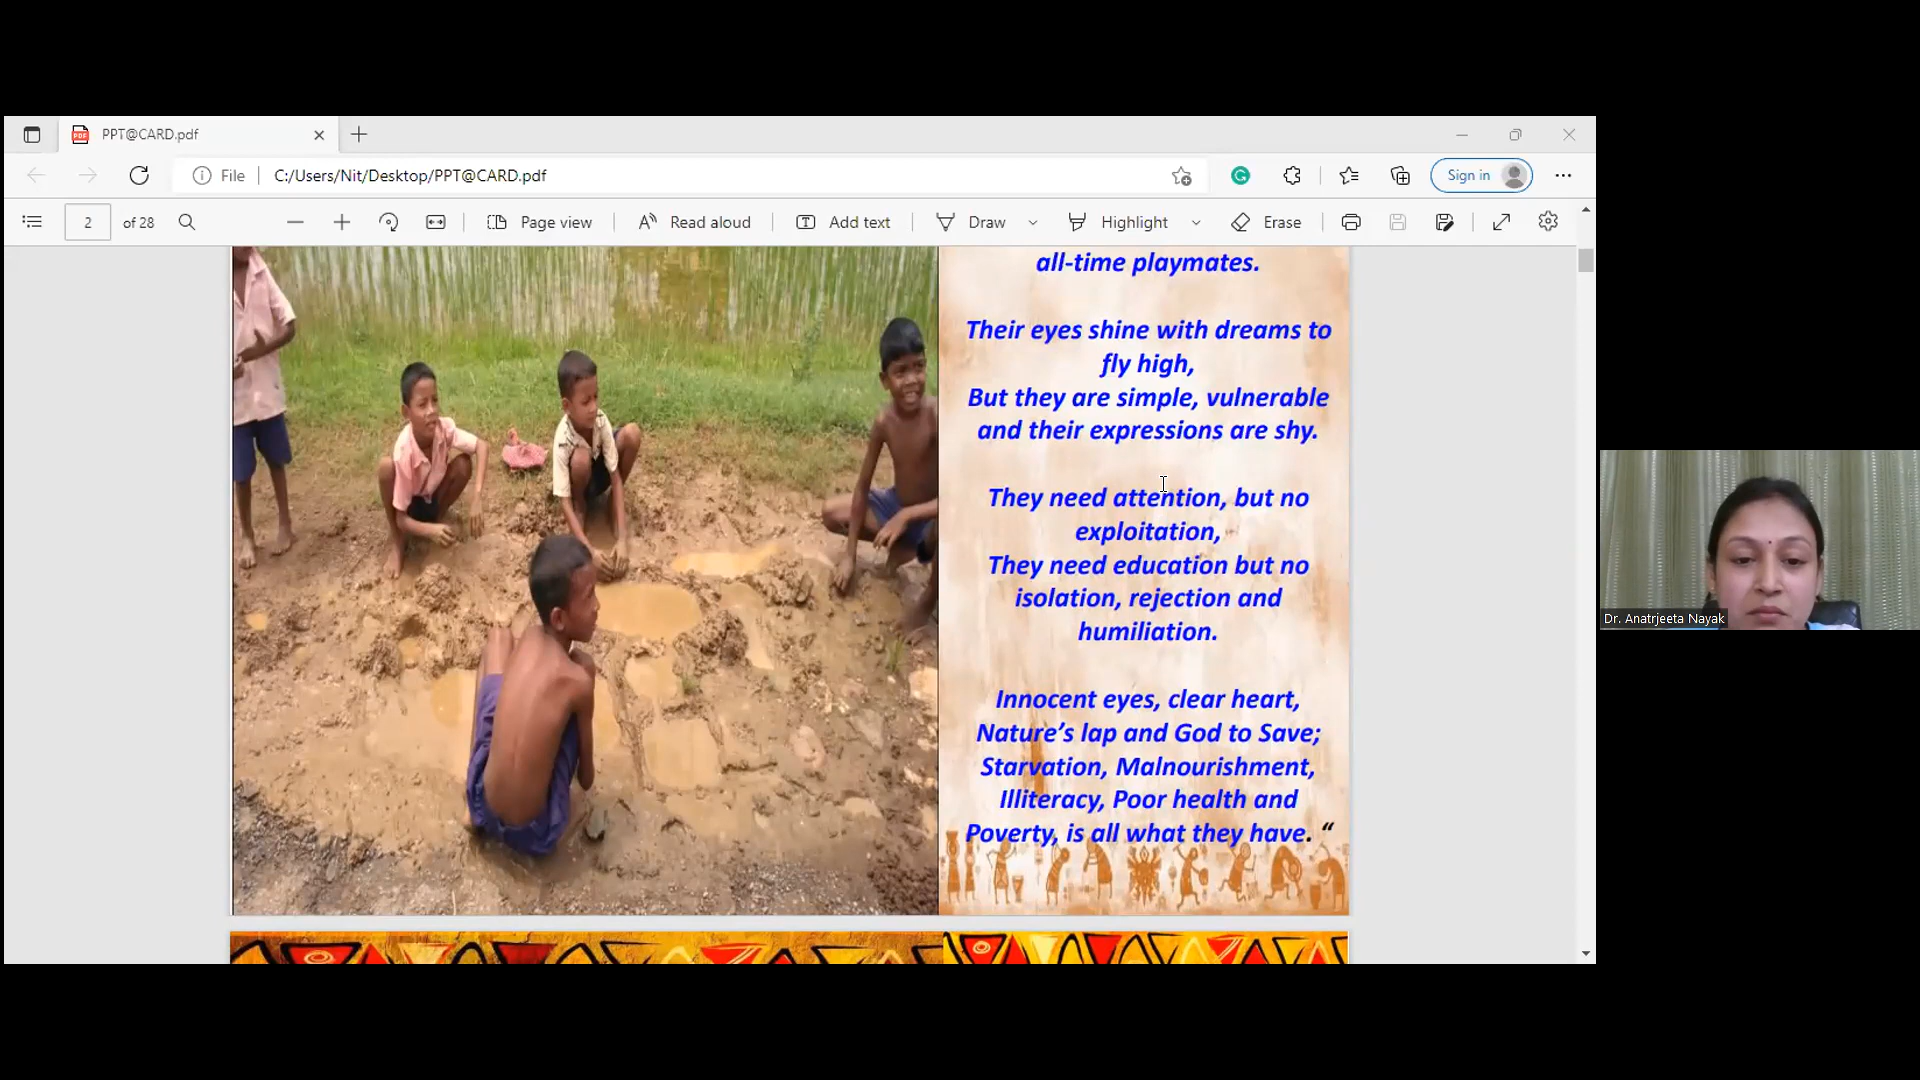 PPT@CARD.pdf
File
C:/Users/Nit/Desktop/PPT@CARD.pdf
Sign in
2
of 28
Page view
Read aloud
Add text
Draw
Highlight
Erase
all-time playmates.
Their eyes shine with dreams to
fly high,
But they are simple, vulnerable
and their expressions are shy.
They need attention, but no
exploitation,
They need education but no
isolation, rejection and
humiliation.
Innocent eyes, clear heart,
Nature’s lap and God to Save;
Starvation, Malnourishment,
Illiteracy, Poor health and
Poverty, is all what they have. “
Dr. Anatrjeeta Nayak